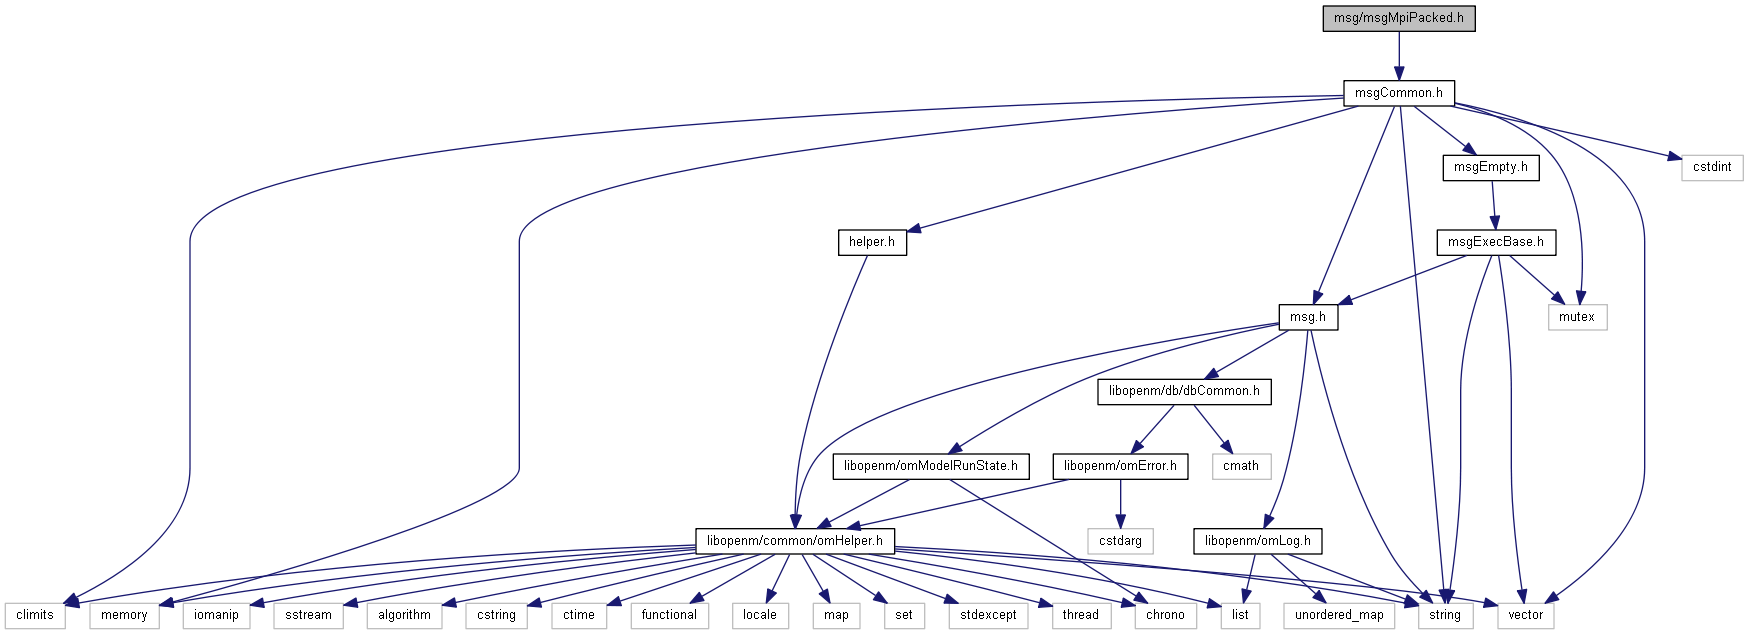 msg/msgMpiPacked.h
msgCommon.h
msgEmpty.h
cstdint
helper.h
msgExecBase.h
msg.h
mutex
libopenm/db/dbCommon.h
libopenm/omModelRunState.h
libopenm/omError.h
cmath
libopenm/common/omHelper.h
cstdarg
libopenm/omLog.h
climits
memory
iomanip
sstream
algorithm
cstring
ctime
functional
locale
map
set
stdexcept
thread
chrono
list
unordered_map
string
vector